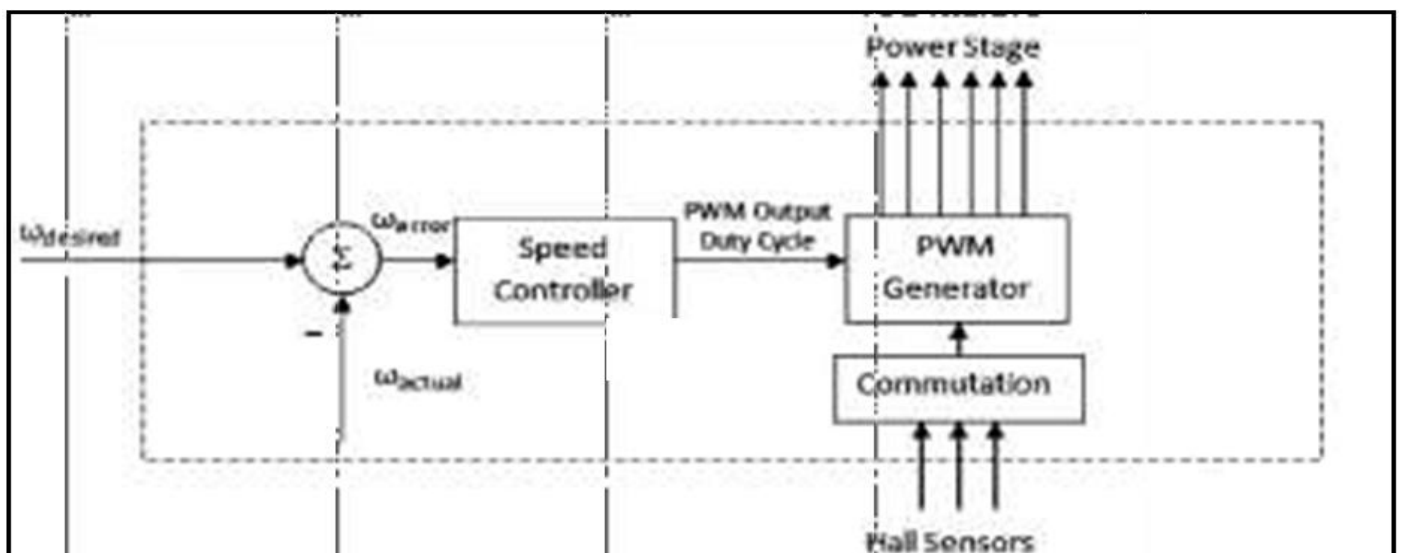 Power Stage
ωdesired
Σ
ωerror
Speed
Controller
PWM Output
Duty Cycle
PWM
Generator
−
ωactual
Commutation
Hall Sensors